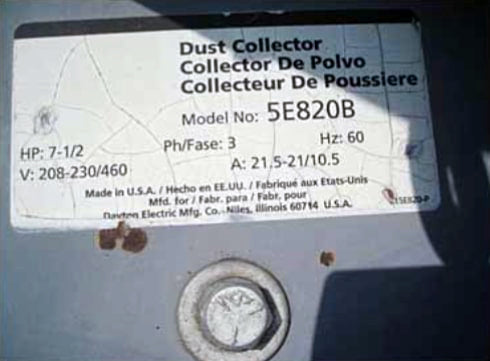 Dust Collector
Collector De Polvo
Collecteur De Poussiere
Model No: 5E820B
HP: 7-1/2 Ph/Fase: 3 Hz: 60
V: 208-230/460 A: 21.5-21/10.5
Made in U.S.A. / Hecho en EE.UU. / Fabriqué aux Etats-Unis
Mfd. for / Fabr. para / Fabr. pour
Dayton Electric Mfg. Co. Niles, Illinois 60714 U.S.A.